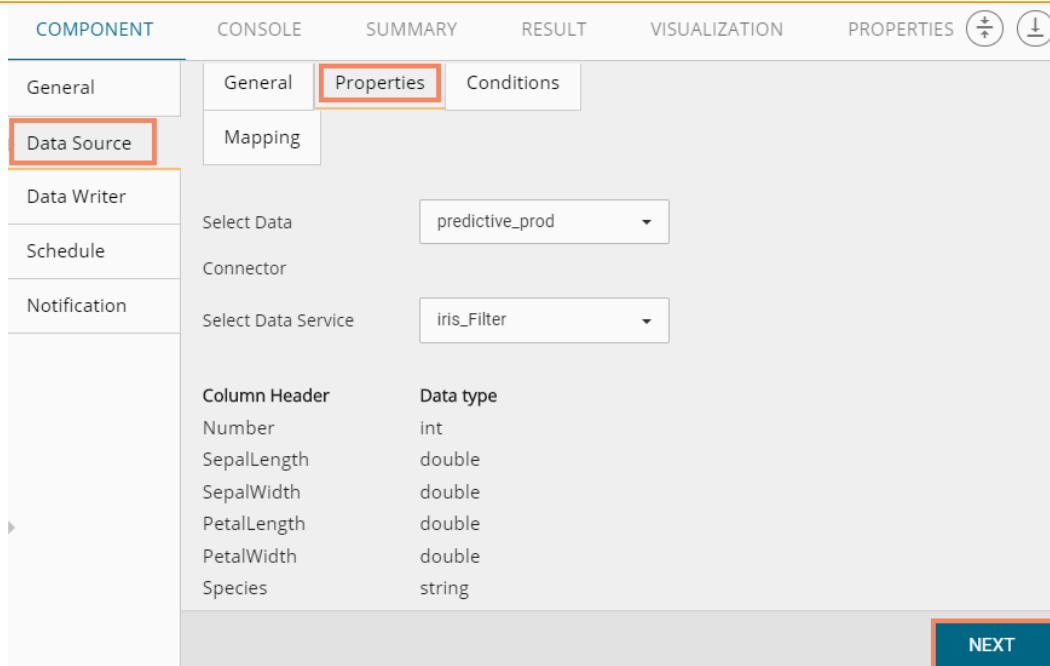 COMPONENT CONSOLE SUMMARY RESULT VISUALIZATION PROPERTIES
General
Data Source
Data Writer
Schedule
Notification
General Properties Conditions
Mapping
Select Data Connector predictive_prod
Select Data Service iris_Filter
Column Header Data type
Number int
SepalLength double
SepalWidth double
PetalLength double
PetalWidth double
Species string
NEXT